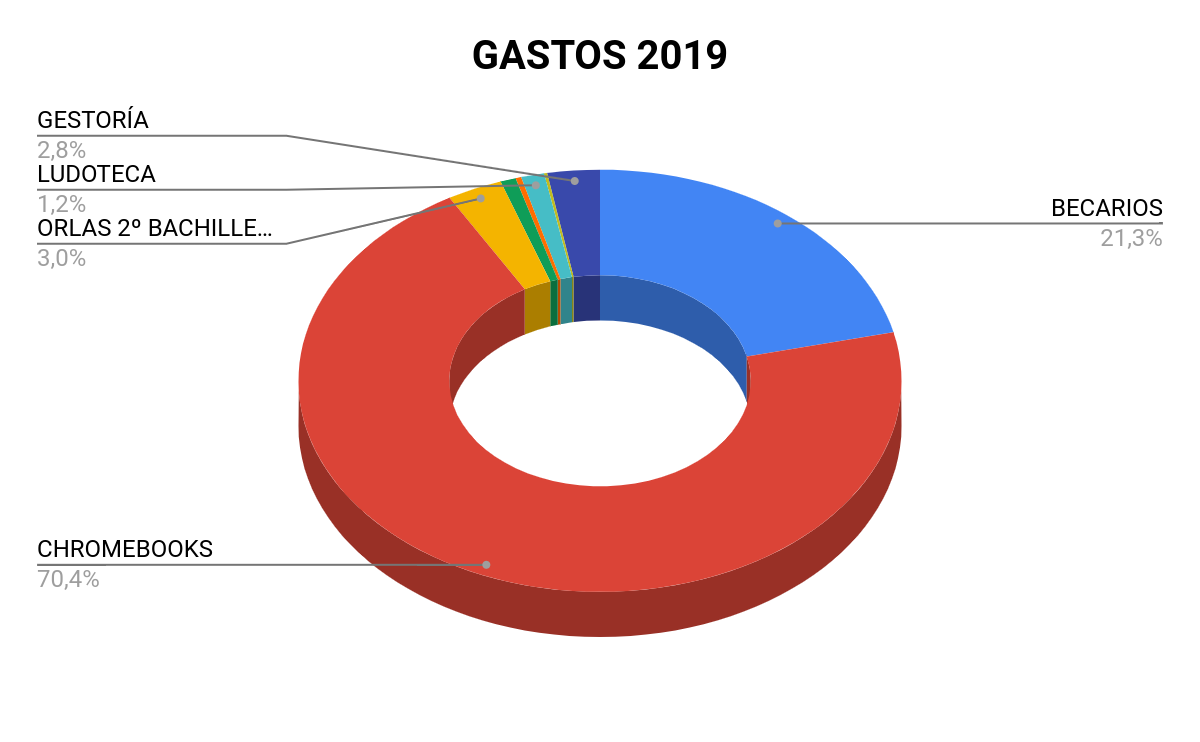 GASTOS 2019
GESTORÍA
2,8%
LUDOTECA
1,2%
ORLAS 2º BACHILLE…
3,0%
BECARIOS
21,3%
CHROMEBOOKS
70,4%